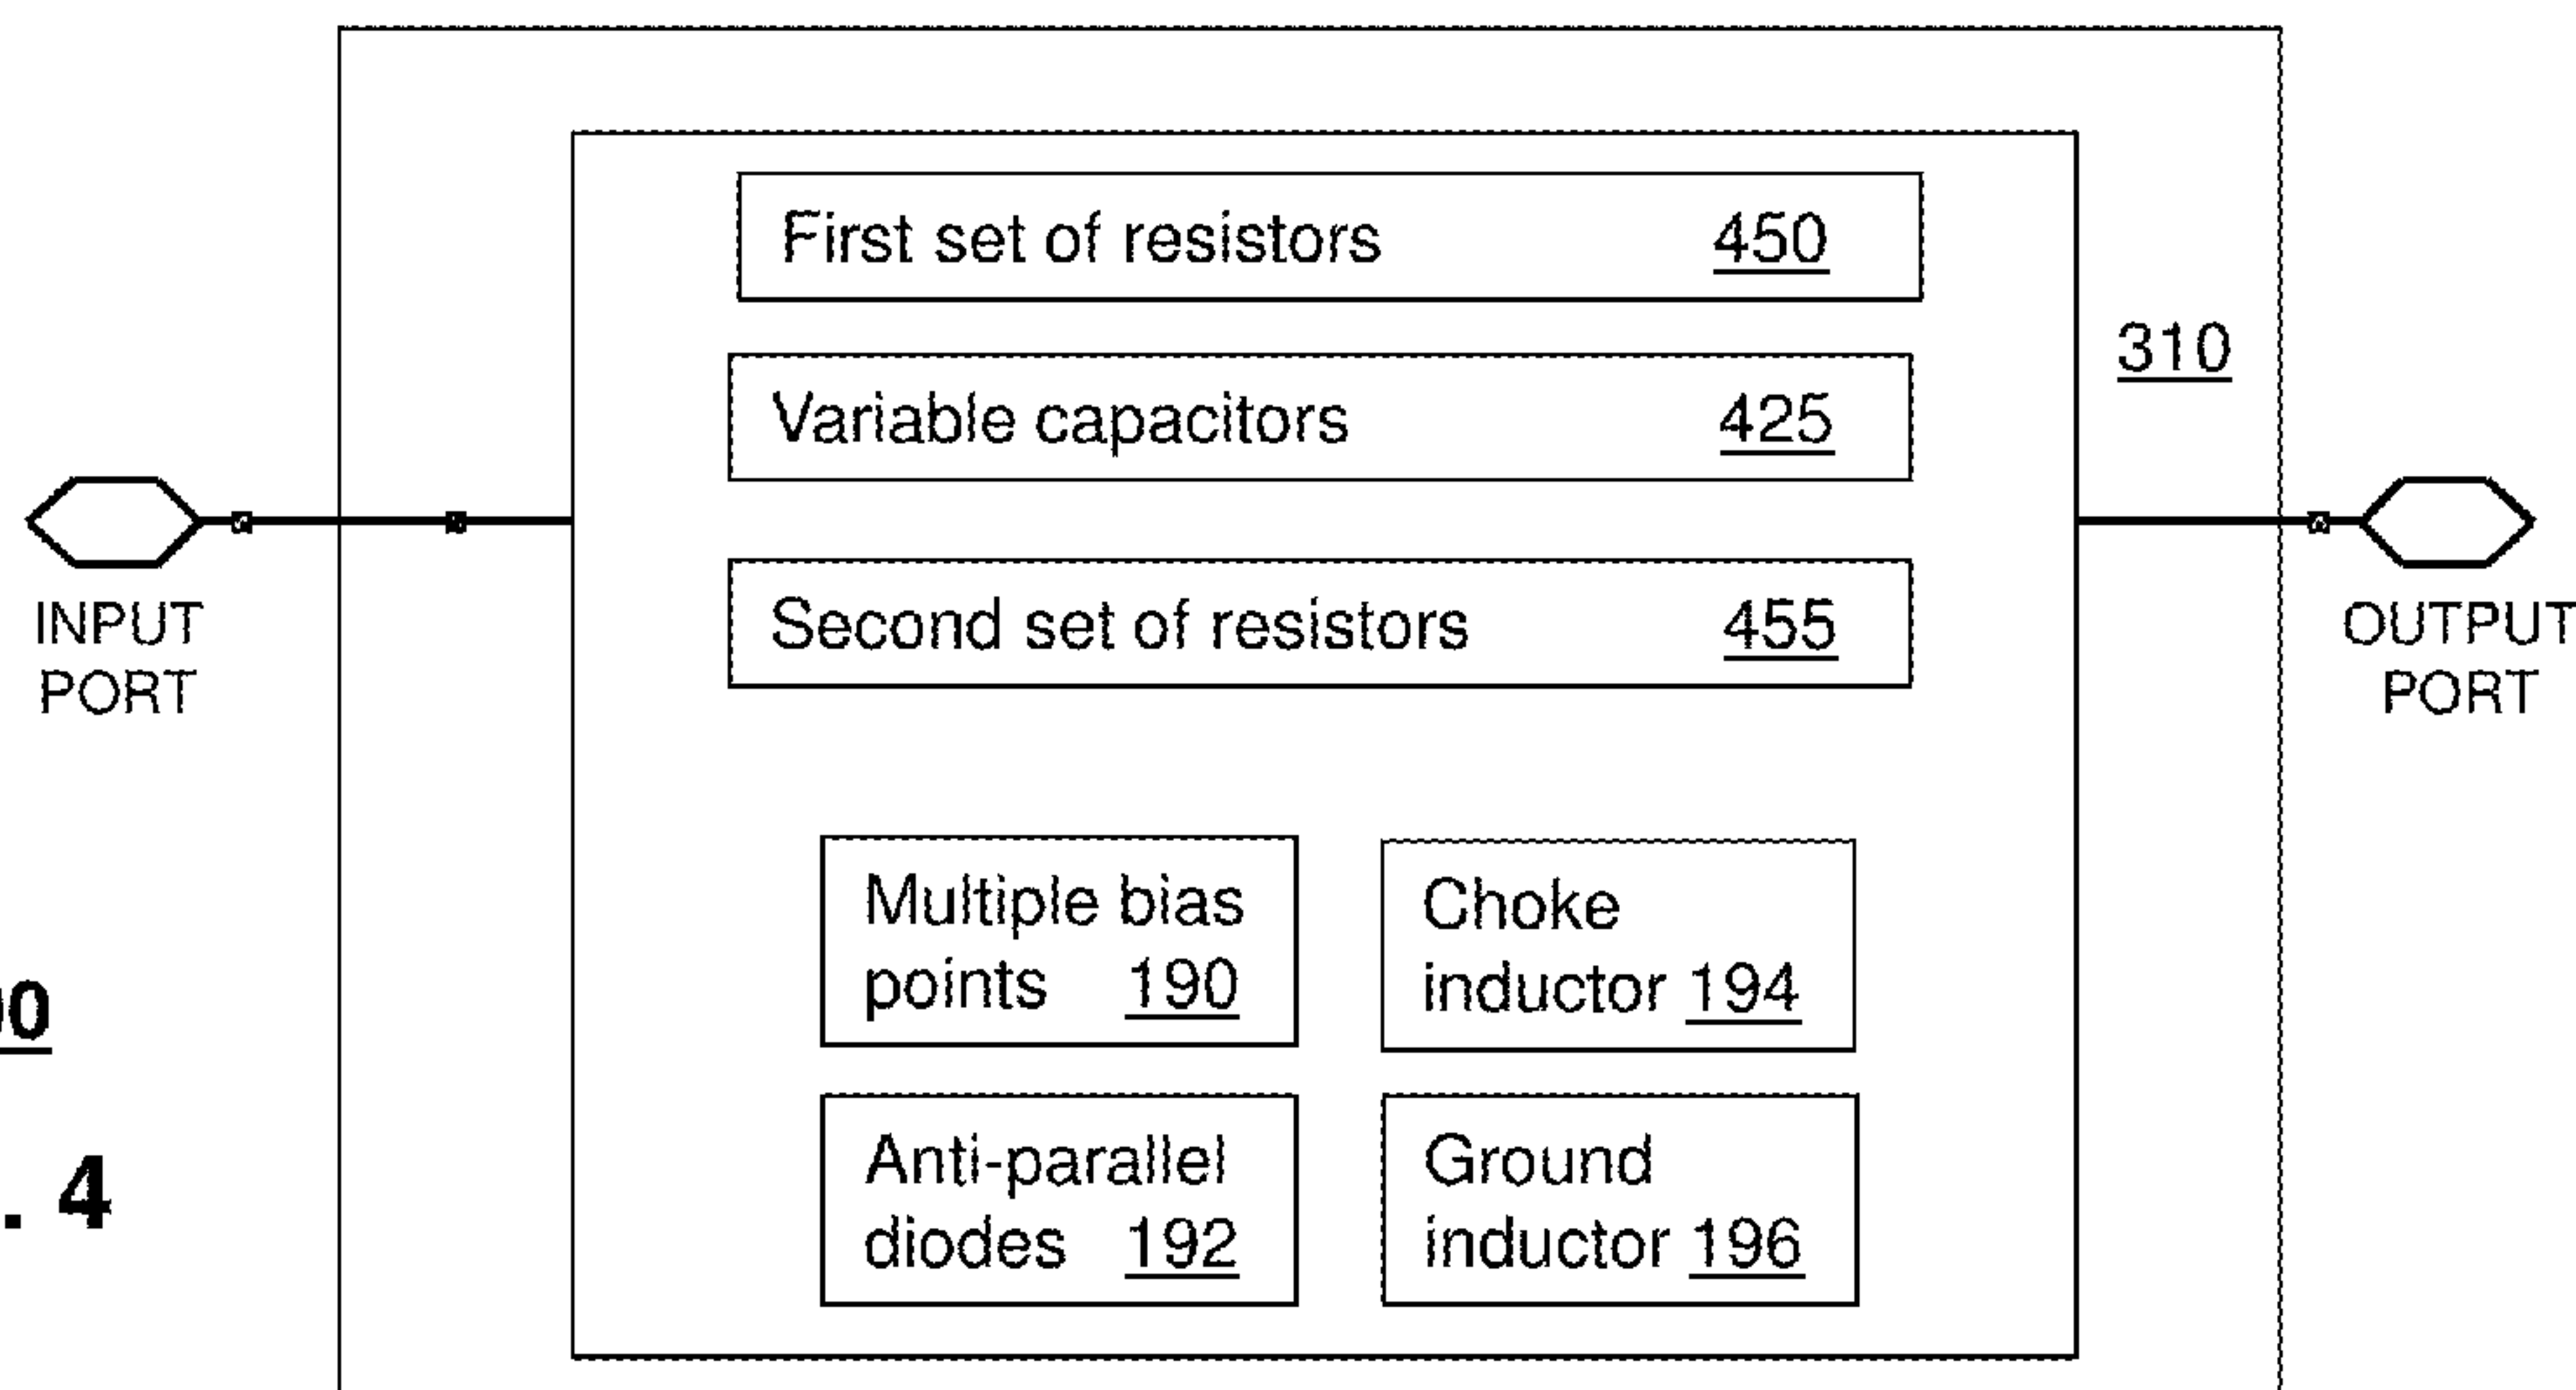 First set of resistors 450
310
Variable capacitors 425
INPUT
PORT
Second set of resistors 455
OUTPUT
PORT
Multiple bias
points 190
Choke
inductor 194
Anti-parallel
diodes 192
Ground
inductor 196
. 4